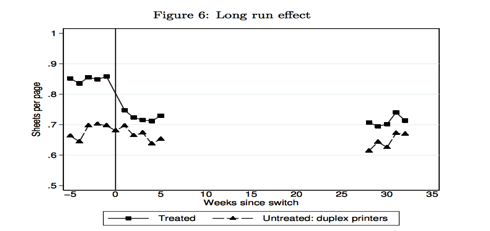 Figure 6: Long run effect
1
.9
.8
.7
.6
.5
Sheets per page
-5 0 5 10 15 20 25 30 35
Weeks since switch
Treated Untreated: duplex printers